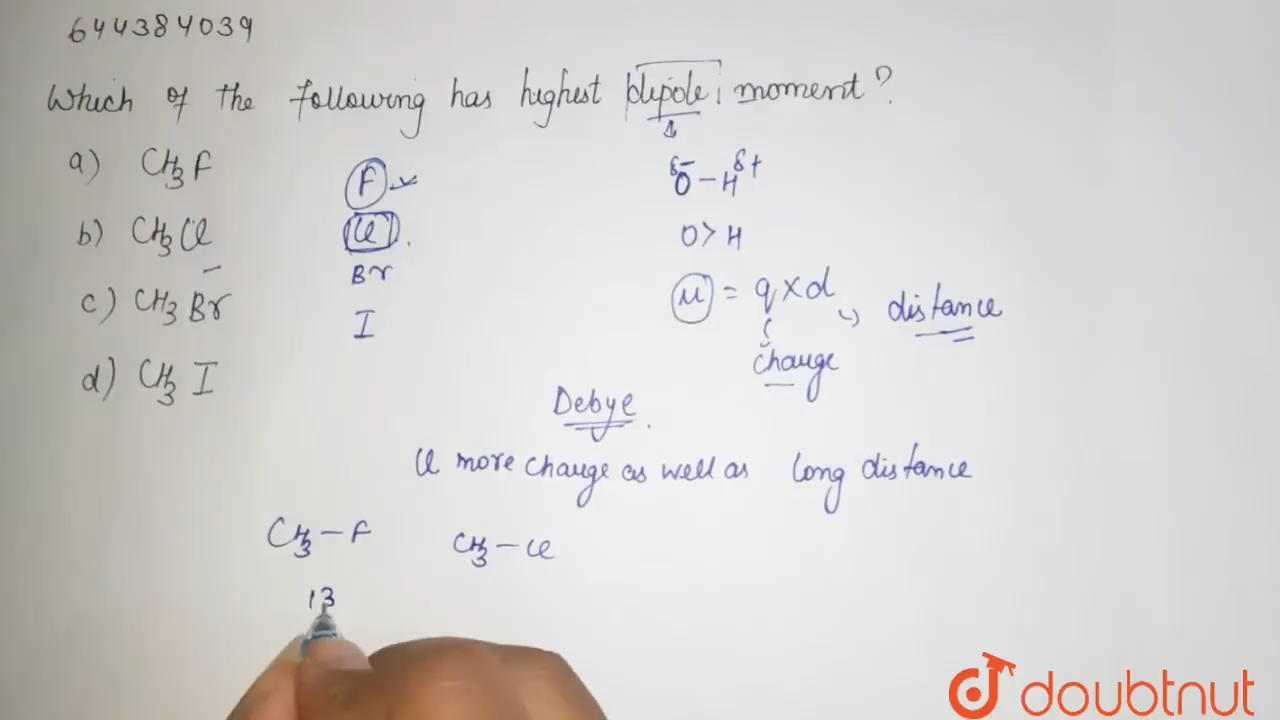 644384039
Which of the following has highest dipole moment?
a) CH3F
b) CH3Cl
c) CH3Br
d) CH3I
F
Cl
Br
I
δ- δ+
O-H
O>H
μ = q×d
distance
charge
Debye
Cl more charge as well as long distance
CH3-F CH3-Cl
13
doubtnut